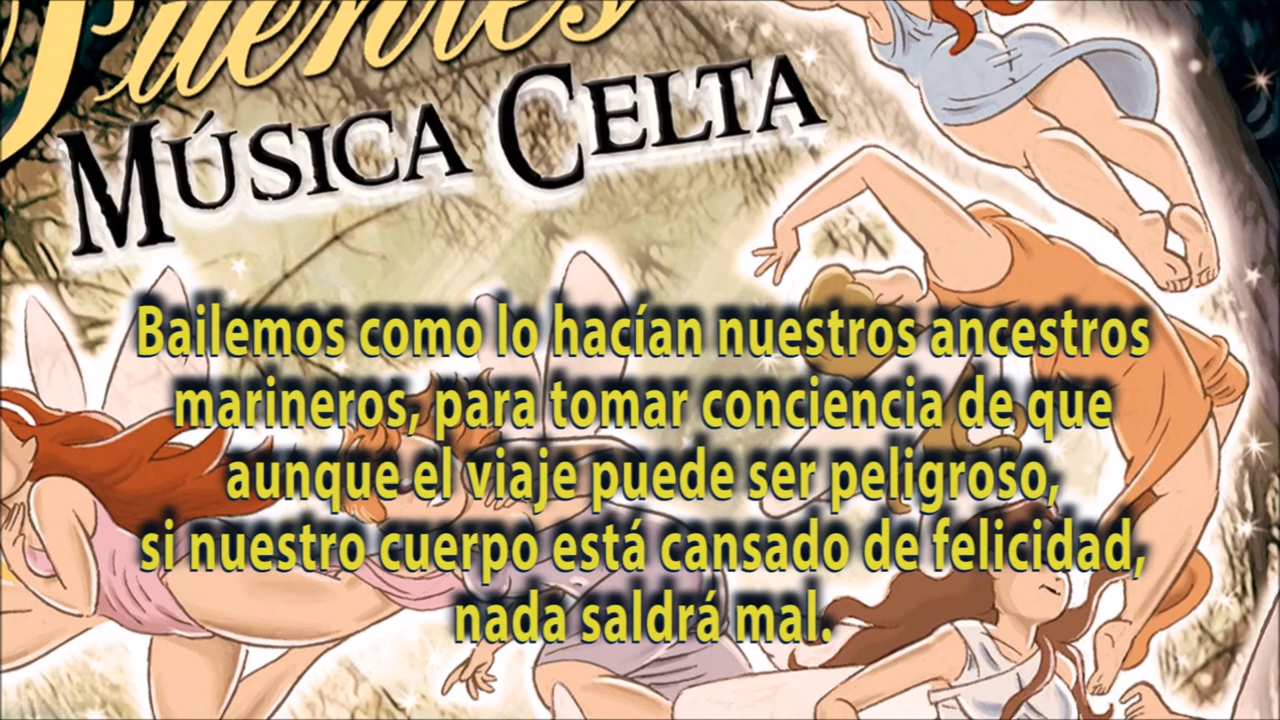 Puentes
MÚSICA CELTA
Bailemos como lo hacían nuestros ancestros
marineros, para tomar conciencia de que
aunque el viaje puede ser peligroso,
si nuestro cuerpo está cansado de felicidad,
nada saldrá mal.